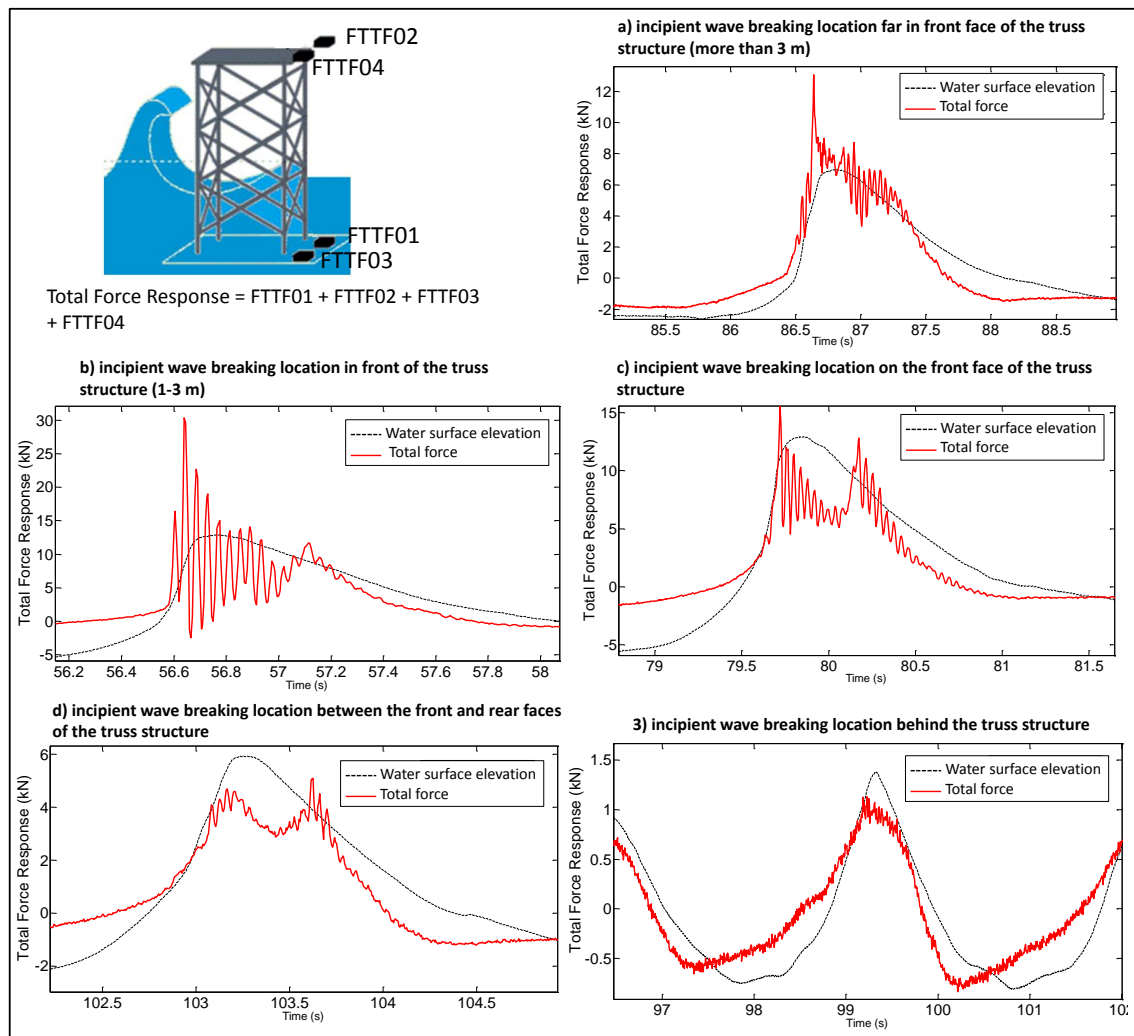 FTTF02
FTTF04
FTTF01
FTTF03
Total Force Response = FTTF01 + FTTF02 + FTTF03
+ FTTF04
a) incipient wave breaking location far in front face of the truss
structure (more than 3 m)
Water surface elevation
Total force
Total Force Response (kN)
12
10
8
6
4
2
0
-2
85.5 86 86.5 87 87.5 88 88.5
Time (s)
b) incipient wave breaking location in front of the truss
structure (1-3 m)
Water surface elevation
Total force
Total Force Response (kN)
30
25
20
15
10
5
0
-5
56.2 56.4 56.6 56.8 57 57.2 57.4 57.6 57.8 58
Time (s)
c) incipient wave breaking location on the front face of the truss
structure
Water surface elevation
Total force
Total Force Response (kN)
15
10
5
0
-5
79 79.5 80 80.5 81 81.5
Time (s)
d) incipient wave breaking location between the front and rear faces
of the truss structure
Water surface elevation
Total force
Total Force Response (kN)
6
4
2
0
-2
102.5 103 103.5 104 104.5
Time (s)
3) incipient wave breaking location behind the truss structure
Water surface elevation
Total force
Total Force Response (kN)
1.5
1
0.5
0
-0.5
97 98 99 100 101 102
Time (s)